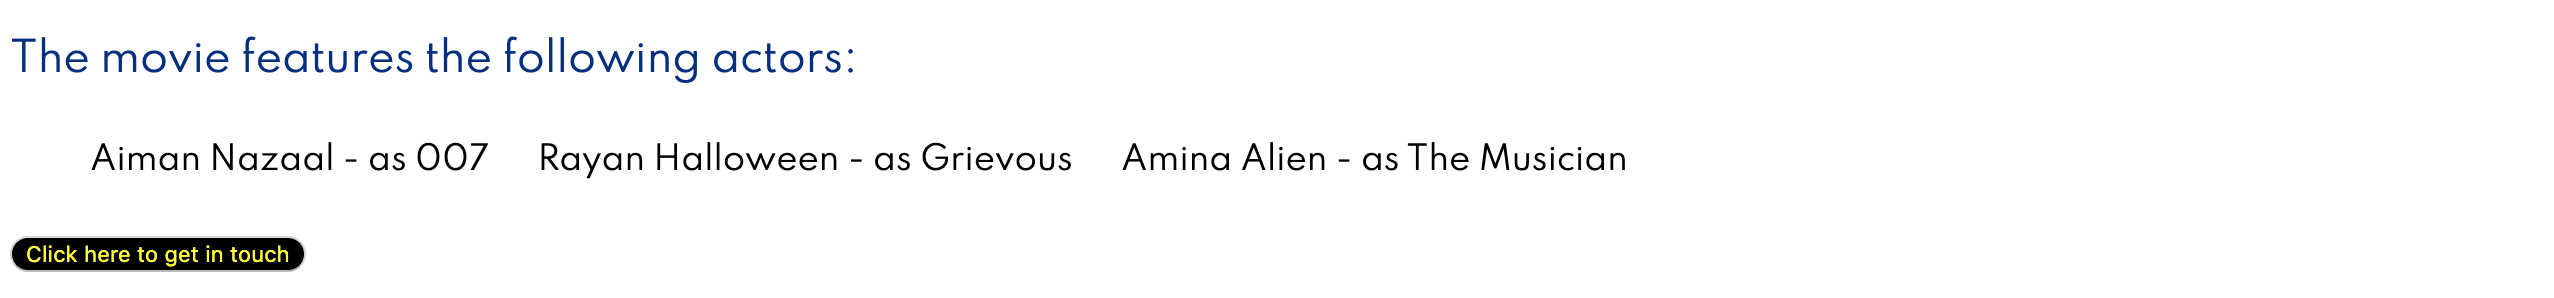 The movie features the following actors:
Aiman Nazaal - as 007 Rayan Halloween - as Grievous Amina Alien - as The Musician
Click here to get in touch